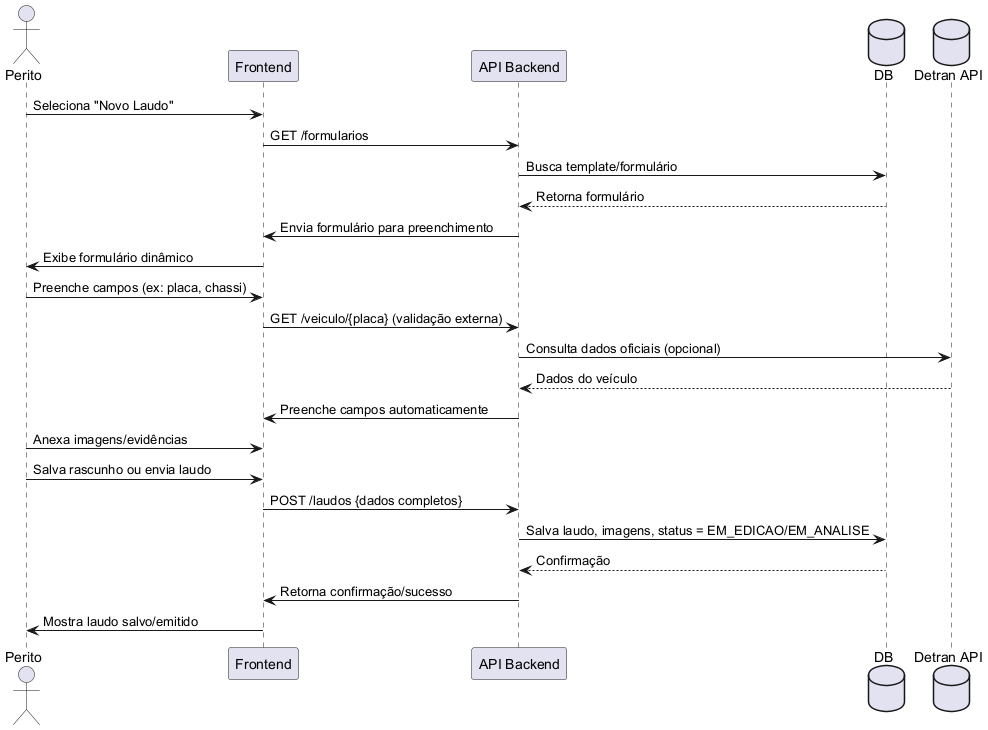 Perito
Frontend
API Backend
DB
Detran API
Seleciona "Novo Laudo"
GET /formularios
Busca template/formulário
Retorna formulário
Envia formulário para preenchimento
Exibe formulário dinâmico
Preenche campos (ex: placa, chassi)
GET /veiculo/{placa} (validação externa)
Consulta dados oficiais (opcional)
Dados do veículo
Preenche campos automaticamente
Anexa imagens/evidências
Salva rascunho ou envia laudo
POST /laudos {dados completos}
Salva laudo, imagens, status = EM_EDICAO/EM_ANALISE
Confirmação
Retorna confirmação/sucesso
Mostra laudo salvo/emitido
Perito
Frontend
API Backend
DB
Detran API